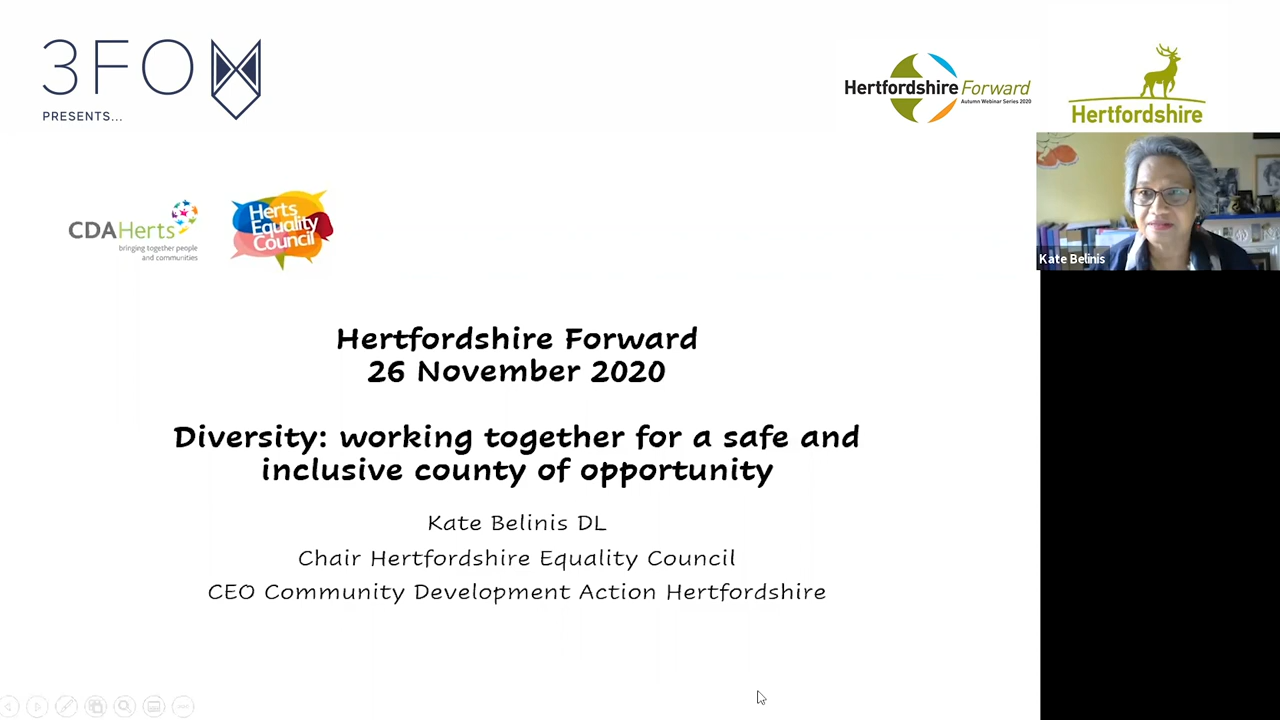 3FOX
PRESENTS...
Hertfordshire Forward
Autumn Webinar Series 2020
Hertfordshire
CDAHerts
bringing together people
and communities
Herts
Equality
Council
Kate Belinis
Hertfordshire Forward
26 November 2020
Diversity: working together for a safe and
inclusive county of opportunity
Kate Belinis DL
Chair Hertfordshire Equality Council
CEO Community Development Action Hertfordshire